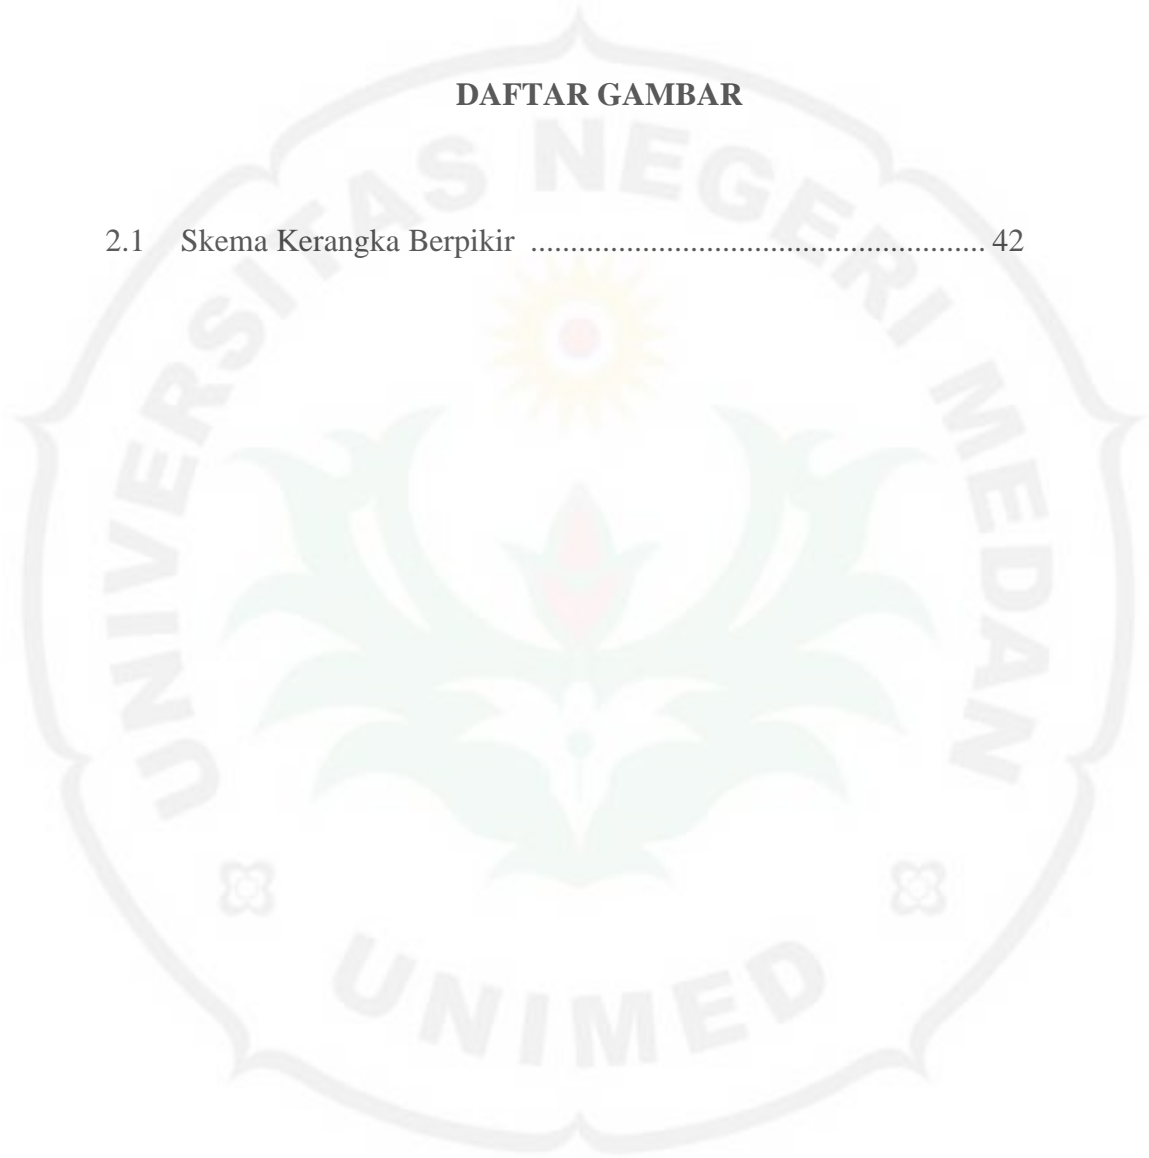 DAFTAR GAMBAR
2.1 Skema Kerangka Berpikir ......................................................... 42
UNIVERSITAS NEGERI MEDAN
UNIMED